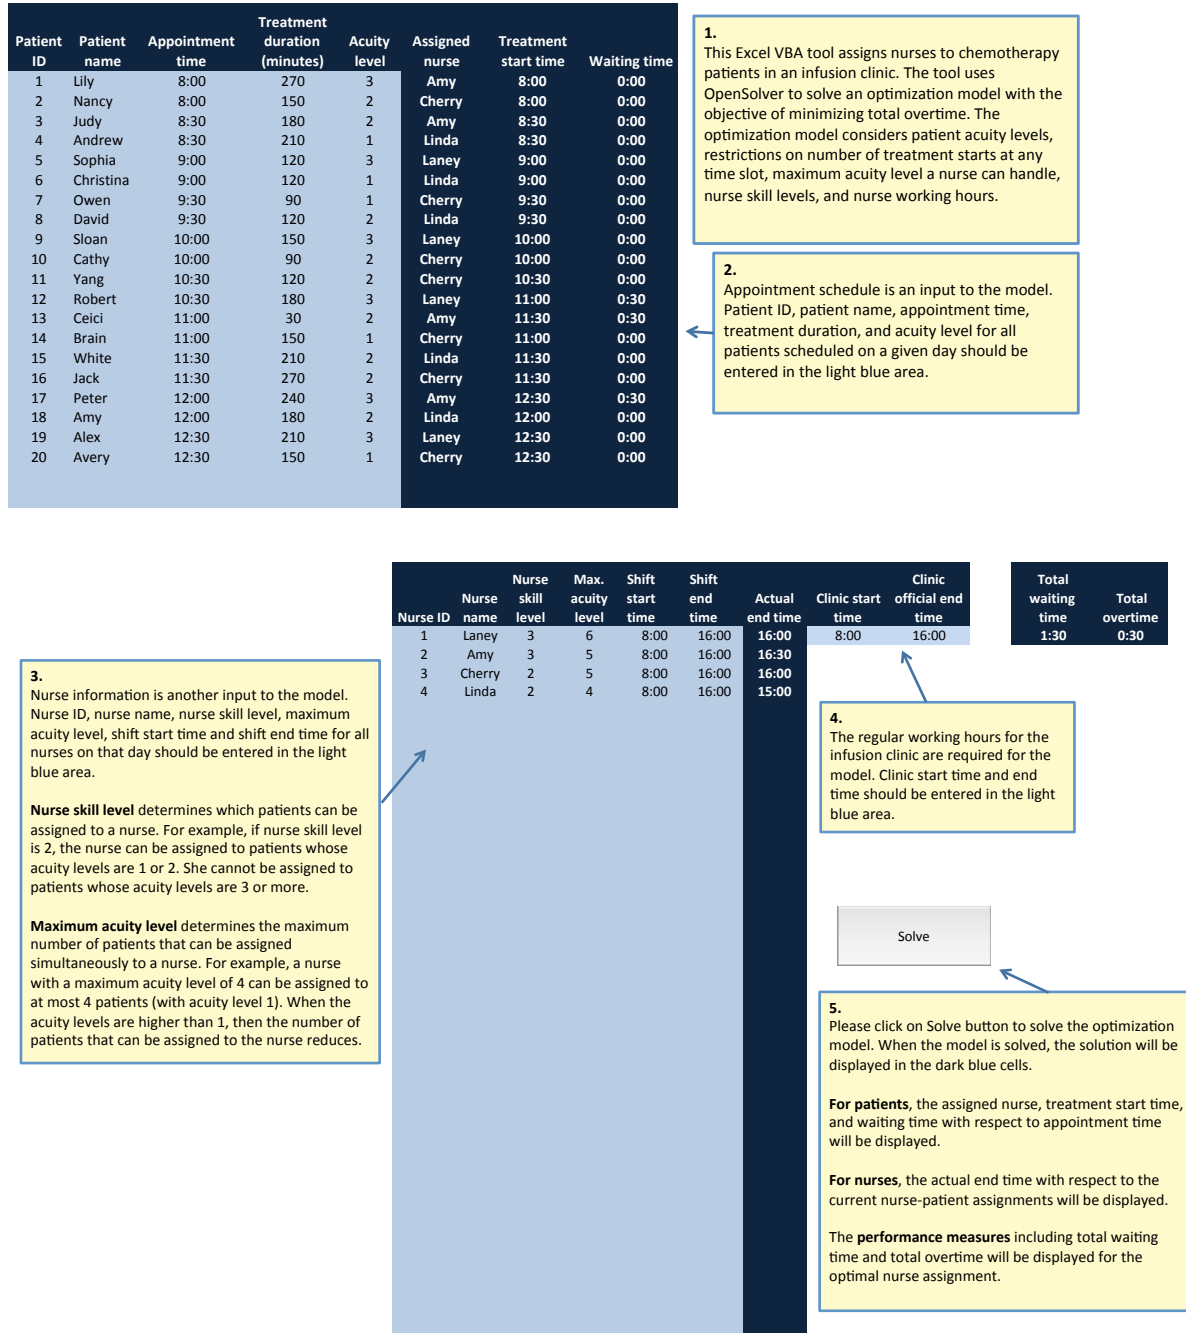 Patient ID Patient name Appointment time Treatment duration (minutes) Acuity level Assigned nurse Treatment start time Waiting time
1 Lily 8:00 270 3 Amy 8:00 0:00
2 Nancy 8:00 150 2 Cherry 8:00 0:00
3 Judy 8:30 180 2 Amy 8:30 0:00
4 Andrew 8:30 210 1 Linda 8:30 0:00
5 Sophia 9:00 120 3 Laney 9:00 0:00
6 Christina 9:00 120 1 Linda 9:00 0:00
7 Owen 9:30 90 1 Cherry 9:30 0:00
8 David 9:30 120 2 Linda 9:30 0:00
9 Sloan 10:00 150 3 Laney 10:00 0:00
10 Cathy 10:00 90 2 Cherry 10:00 0:00
11 Yang 10:30 120 2 Cherry 10:30 0:00
12 Robert 10:30 180 3 Laney 11:00 0:30
13 Ceici 11:00 30 2 Amy 11:30 0:30
14 Brain 11:00 150 1 Cherry 11:00 0:00
15 White 11:30 210 2 Linda 11:30 0:00
16 Jack 11:30 270 2 Cherry 11:30 0:00
17 Peter 12:00 240 3 Amy 12:30 0:30
18 Amy 12:00 180 2 Linda 12:00 0:00
19 Alex 12:30 210 3 Laney 12:30 0:00
20 Avery 12:30 150 1 Cherry 12:30 0:00
1.
This Excel VBA tool assigns nurses to chemotherapy
patients in an infusion clinic. The tool uses
OpenSolver to solve an optimization model with the
objective of minimizing total overtime. The
optimization model considers patient acuity levels,
restrictions on number of treatment starts at any
time slot, maximum acuity level a nurse can handle,
nurse skill levels, and nurse working hours.
2.
Appointment schedule is an input to the model.
Patient ID, patient name, appointment time,
treatment duration, and acuity level for all
patients scheduled on a given day should be
entered in the light blue area.
Nurse ID Nurse name Nurse skill level Max. acuity level Shift start time Shift end time Actual end time Clinic start time Clinic official end time Total waiting time Total overtime
1 Laney 3 6 8:00 16:00 16:00 8:00 16:00 1:30 0:30
2 Amy 3 5 8:00 16:00 16:30
3 Cherry 2 5 8:00 16:00 16:00
4 Linda 2 4 8:00 16:00 15:00
3.
Nurse information is another input to the model.
Nurse ID, nurse name, nurse skill level, maximum
acuity level, shift start time and shift end time for all
nurses on that day should be entered in the light
blue area.
Nurse skill level determines which patients can be
assigned to a nurse. For example, if nurse skill level
is 2, the nurse can be assigned to patients whose
acuity levels are 1 or 2. She cannot be assigned to
patients whose acuity levels are 3 or more.
Maximum acuity level determines the maximum
number of patients that can be assigned
simultaneously to a nurse. For example, a nurse
with a maximum acuity level of 4 can be assigned to
at most 4 patients (with acuity level 1). When the
acuity levels are higher than 1, then the number of
patients that can be assigned to the nurse reduces.
4.
The regular working hours for the
infusion clinic are required for the
model. Clinic start time and end
time should be entered in the light
blue area.
Solve
5.
Please click on Solve button to solve the optimization
model. When the model is solved, the solution will be
displayed in the dark blue cells.
For patients, the assigned nurse, treatment start time,
and waiting time with respect to appointment time
will be displayed.
For nurses, the actual end time with respect to the
current nurse-patient assignments will be displayed.
The performance measures including total waiting
time and total overtime will be displayed for the
optimal nurse assignment.